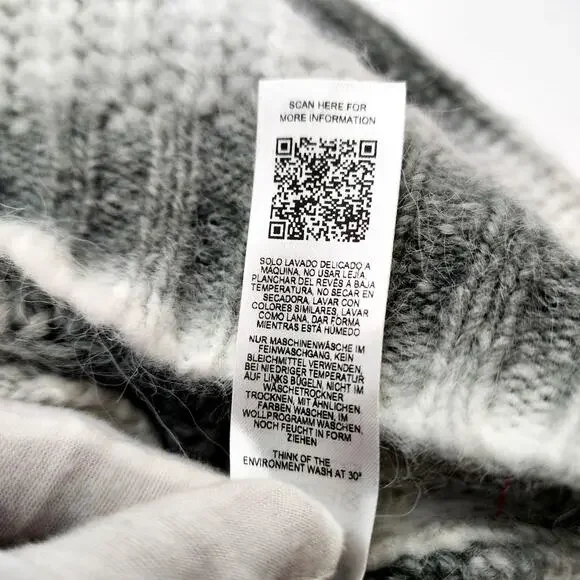 SCAN HERE FOR
MORE INFORMATION
SOLO LAVADO DELICADO A
MÁQUINA, NO USAR LEJÍA,
PLANCHAR DEL REVÉS A BAJA
TEMPERATURA, NO SECAR EN
SECADORA, LAVAR CON
COLORES SIMILARES, LAVAR
COMO LANA, DAR FORMA
MIENTRAS ESTÁ HÚMEDO
NUR MASCHINENWÄSCHE IM
FEINWASCHGANG, KEIN
BLEICHMITTEL VERWENDEN,
BEI NIEDRIGER TEMPERATUR
AUF LINKS BÜGELN, NICHT IM
WÄSCHETROCKNER
TROCKNEN, MIT ÄHNLICHEN
FARBEN WASCHEN, IM
WOLLPROGRAMM WASCHEN,
NOCH FEUCHT IN FORM
ZIEHEN
THINK OF THE
ENVIRONMENT WASH AT 30°